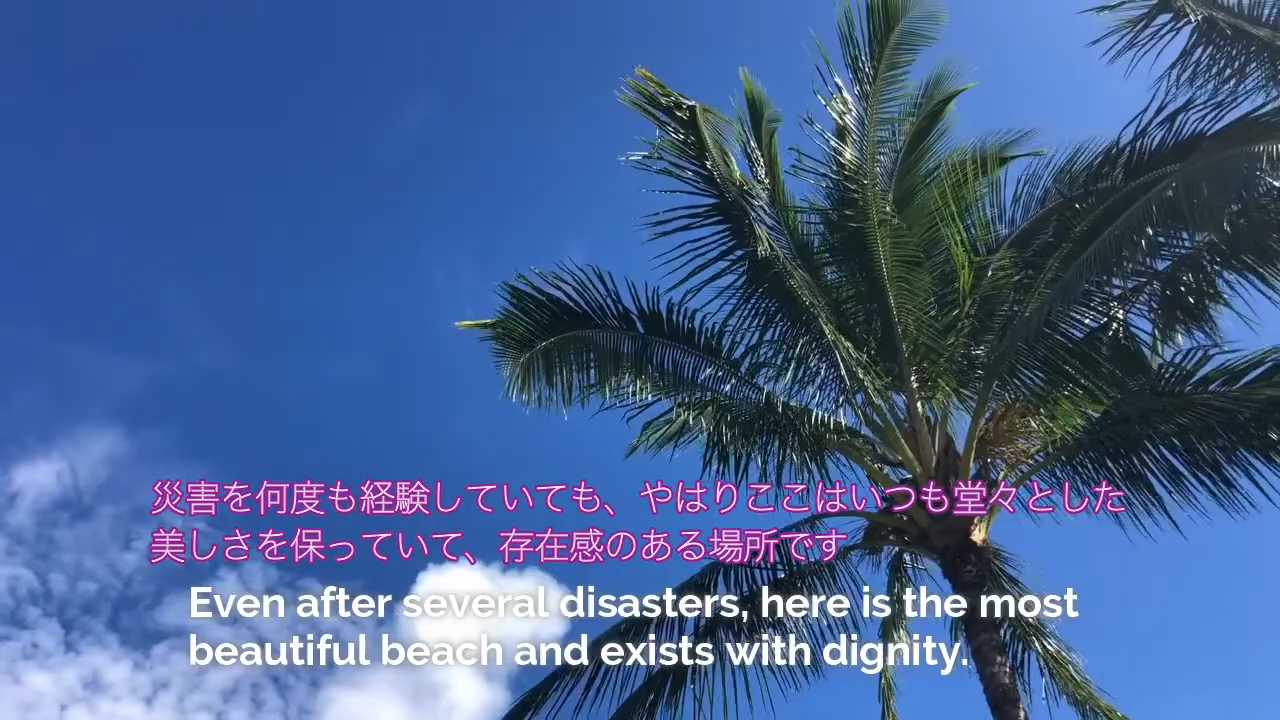 災害を何度も経験していても、やはりここはいつも堂々とした
美しさを保っていて、存在感のある場所です
Even after several disasters, here is the most
beautiful beach and exists with dignity.